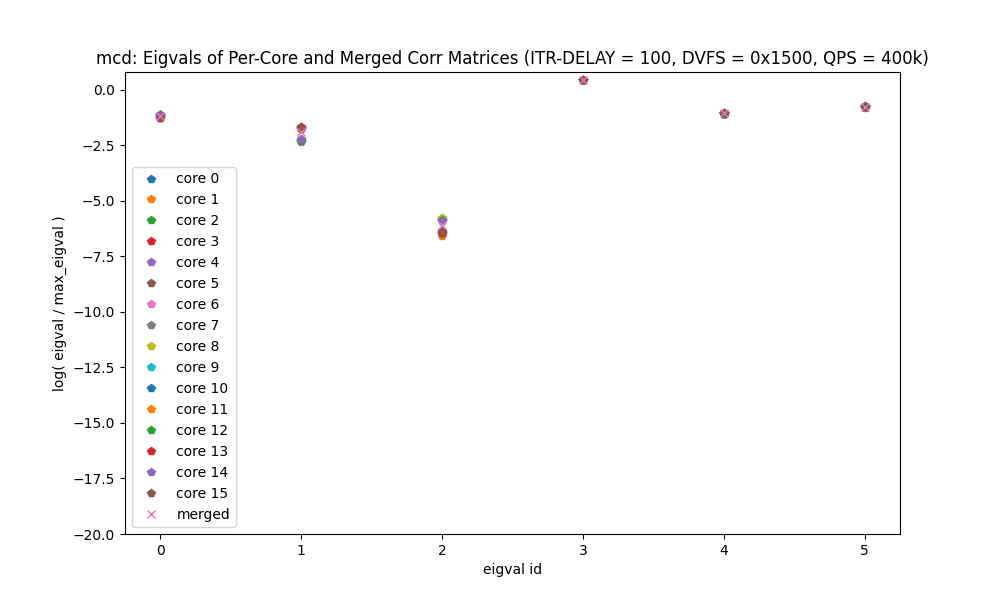 mcd: Eigvals of Per-Core and Merged Corr Matrices (ITR-DELAY = 100, DVFS = 0x1500, QPS = 400k)
log( eigval / max_eigval )
0.0
−2.5
−5.0
−7.5
−10.0
−12.5
−15.0
−17.5
−20.0
core 0
core 1
core 2
core 3
core 4
core 5
core 6
core 7
core 8
core 9
core 10
core 11
core 12
core 13
core 14
core 15
merged
0 1 2 3 4 5
eigval id